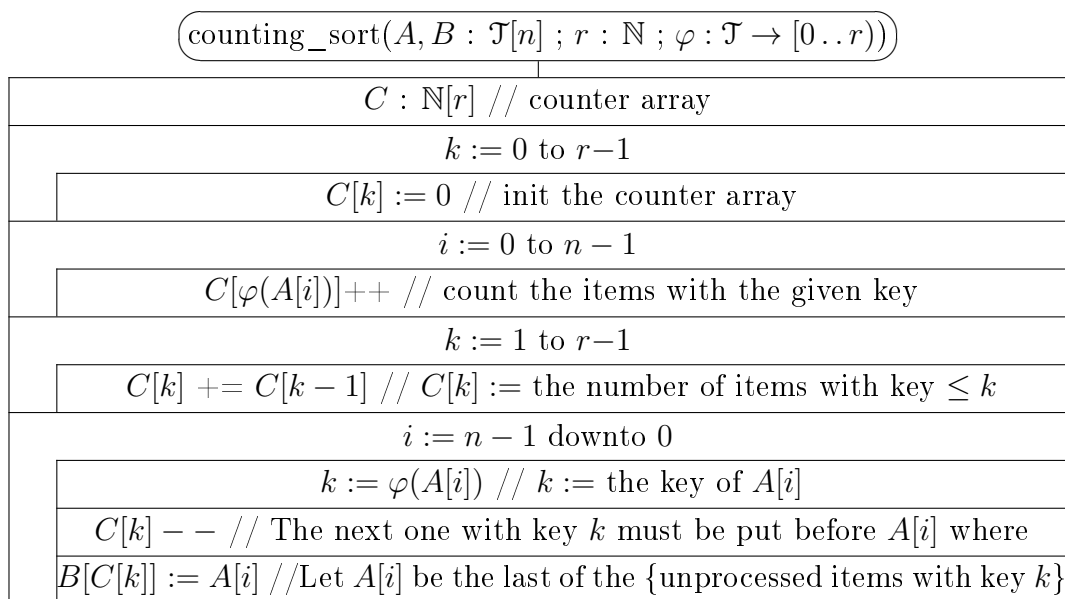 counting_sort(A, B : 𝒯[n] ; r : ℕ ; φ : 𝒯 → [0 .. r))
C : ℕ[r] // counter array
k := 0 to r−1
C[k] := 0 // init the counter array
i := 0 to n − 1
C[φ(A[i])]++ // count the items with the given key
k := 1 to r−1
C[k] += C[k − 1] // C[k] := the number of items with key ≤ k
i := n − 1 downto 0
k := φ(A[i]) // k := the key of A[i]
C[k] − − // The next one with key k must be put before A[i] where
B[C[k]] := A[i] //Let A[i] be the last of the {unprocessed items with key k}